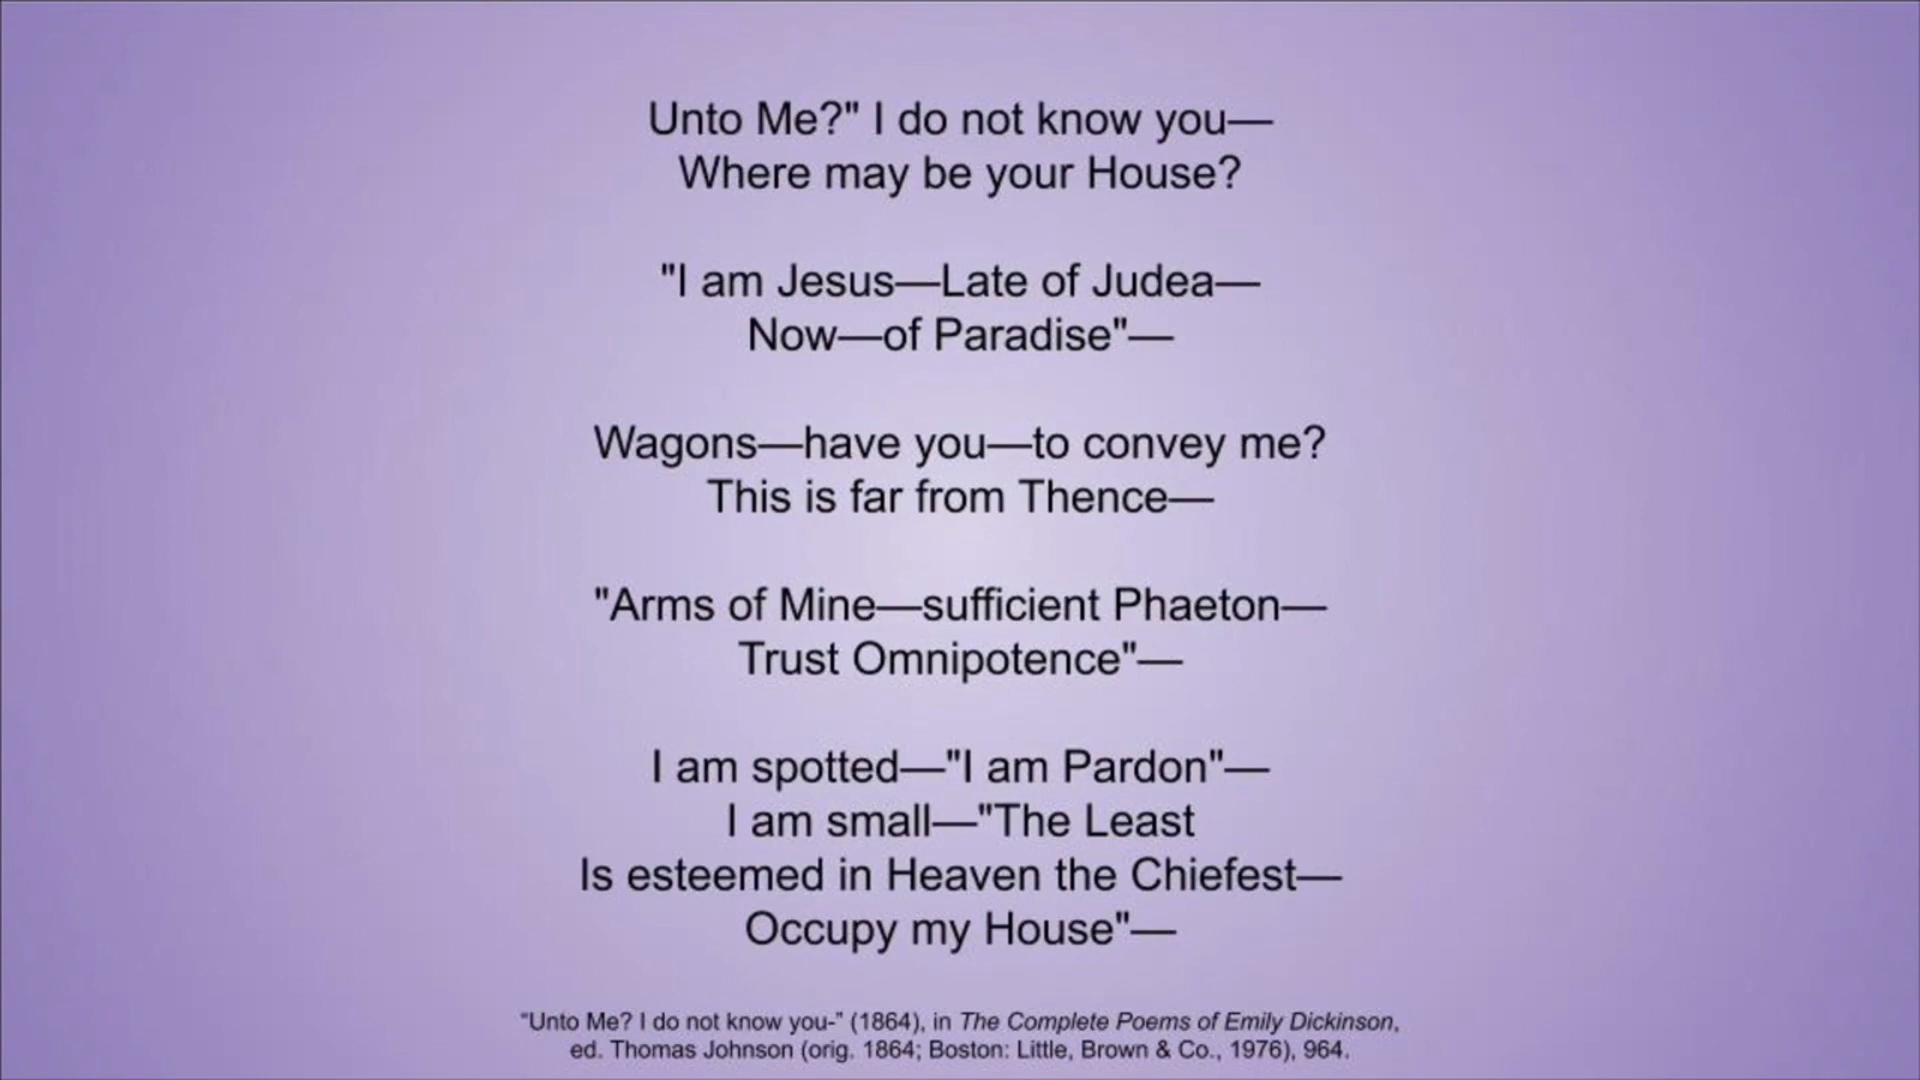 Unto Me?" I do not know you—
Where may be your House?
"I am Jesus—Late of Judea—
Now—of Paradise"—
Wagons—have you—to convey me?
This is far from Thence—
"Arms of Mine—sufficient Phaeton—
Trust Omnipotence"—
I am spotted—"I am Pardon"—
I am small—"The Least
Is esteemed in Heaven the Chiefest—
Occupy my House"—
“Unto Me? I do not know you-” (1864), in The Complete Poems of Emily Dickinson,
ed. Thomas Johnson (orig. 1864; Boston: Little, Brown & Co., 1976), 964.